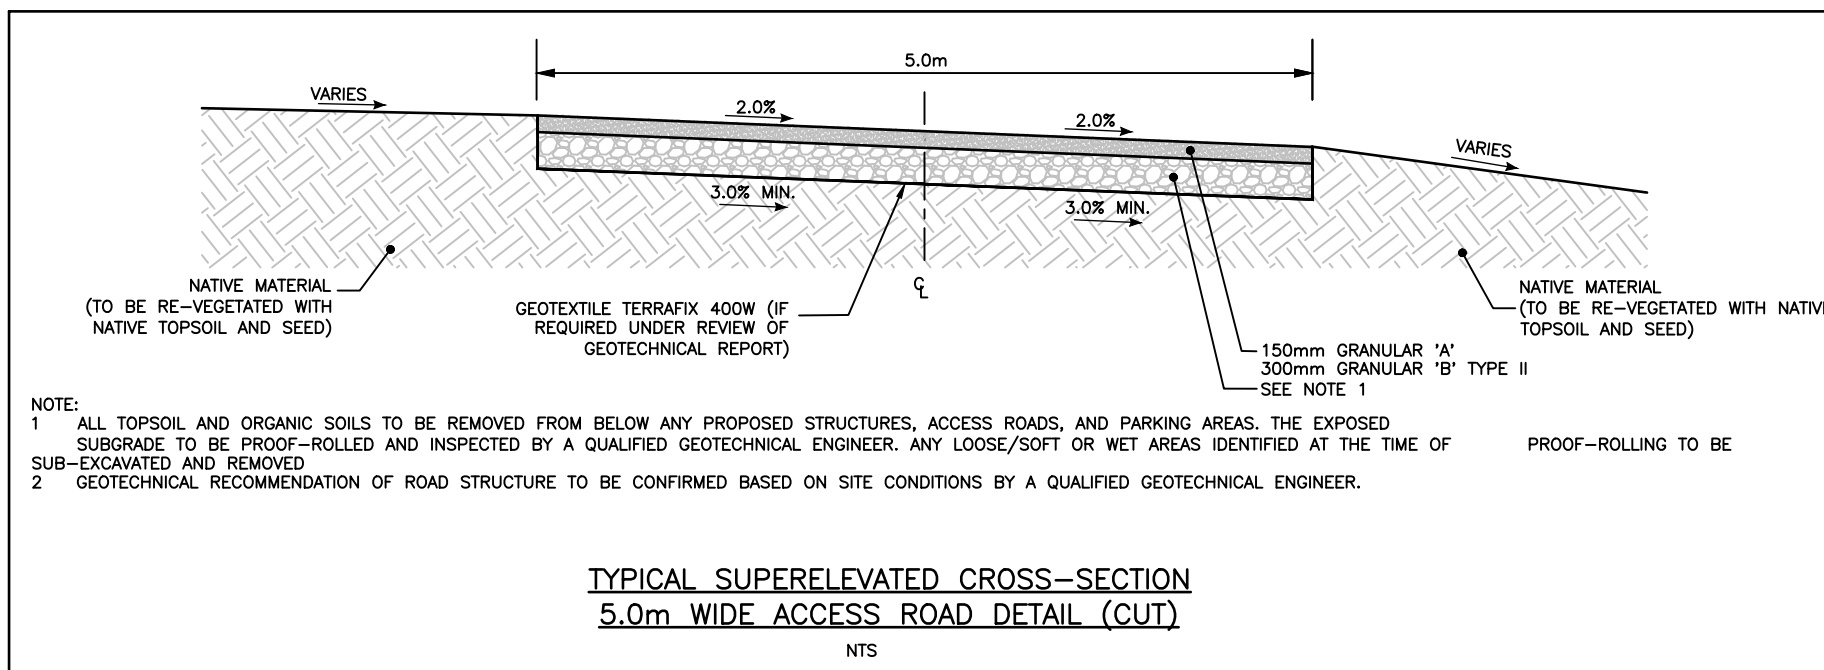 5.0m
VARIES
2.0%
2.0%
VARIES
3.0% MIN.
3.0% MIN.
NATIVE MATERIAL
(TO BE RE-VEGETATED WITH
NATIVE TOPSOIL AND SEED)
GEOTEXTILE TERRAFIX 400W (IF
REQUIRED UNDER REVIEW OF
GEOTECHNICAL REPORT)
℄
NATIVE MATERIAL
(TO BE RE-VEGETATED WITH NATIVE
TOPSOIL AND SEED)
150mm GRANULAR 'A'
300mm GRANULAR 'B' TYPE II
SEE NOTE 1
NOTE:
1 ALL TOPSOIL AND ORGANIC SOILS TO BE REMOVED FROM BELOW ANY PROPOSED STRUCTURES, ACCESS ROADS, AND PARKING AREAS. THE EXPOSED
SUBGRADE TO BE PROOF-ROLLED AND INSPECTED BY A QUALIFIED GEOTECHNICAL ENGINEER. ANY LOOSE/SOFT OR WET AREAS IDENTIFIED AT THE TIME OF PROOF-ROLLING TO BE
SUB-EXCAVATED AND REMOVED
2 GEOTECHNICAL RECOMMENDATION OF ROAD STRUCTURE TO BE CONFIRMED BASED ON SITE CONDITIONS BY A QUALIFIED GEOTECHNICAL ENGINEER.
TYPICAL SUPERELEVATED CROSS-SECTION
5.0m WIDE ACCESS ROAD DETAIL (CUT)
NTS